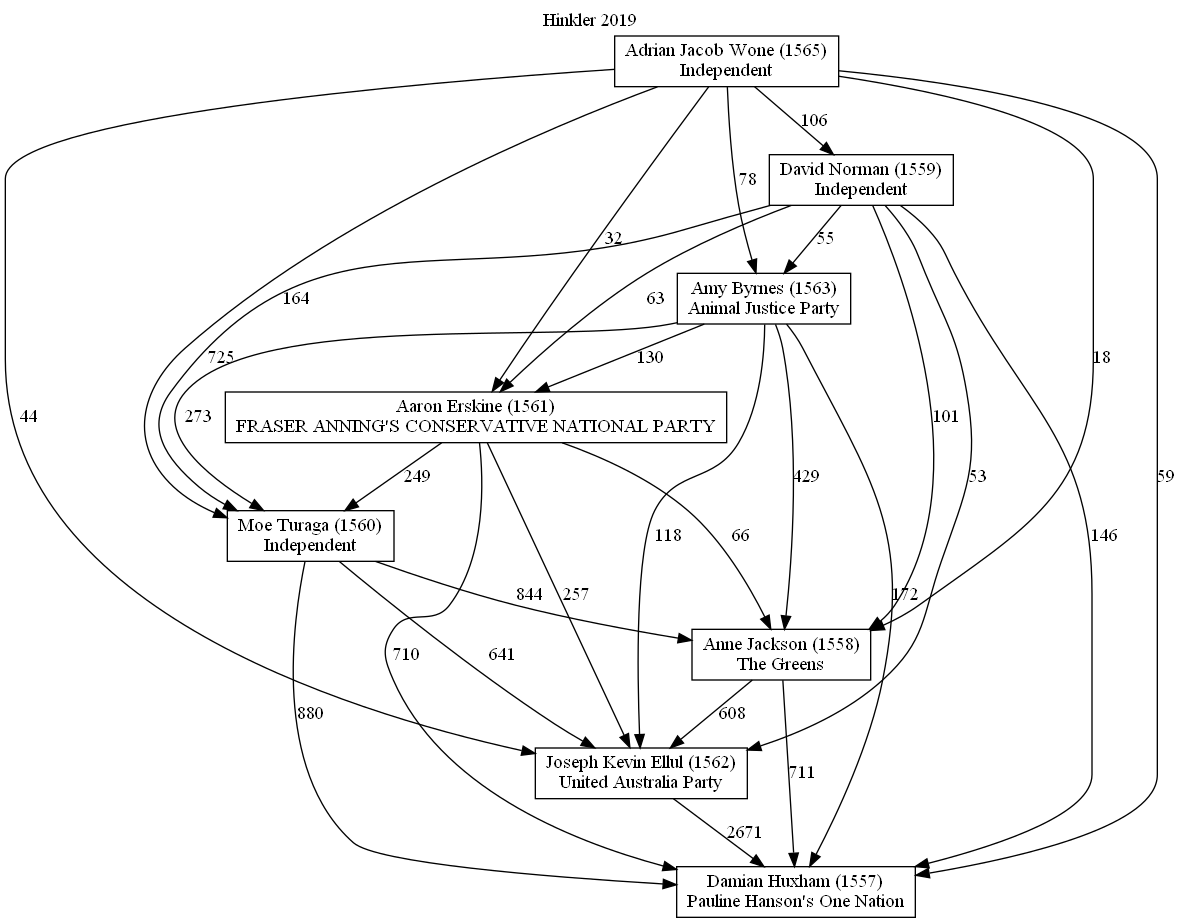 Hinkler 2019
Adrian Jacob Wone (1565)
Independent
106
David Norman (1559)
Independent
78
32
55
Amy Byrnes (1563)
Animal Justice Party
164
63
725
130
18
Aaron Erskine (1561)
FRASER ANNING'S CONSERVATIVE NATIONAL PARTY
44
273
101
249
429
53
59
Moe Turaga (1560)
Independent
118
66
146
844
257
172
710
641
Anne Jackson (1558)
The Greens
880
608
Joseph Kevin Ellul (1562)
United Australia Party
711
2671
Damian Huxham (1557)
Pauline Hanson's One Nation